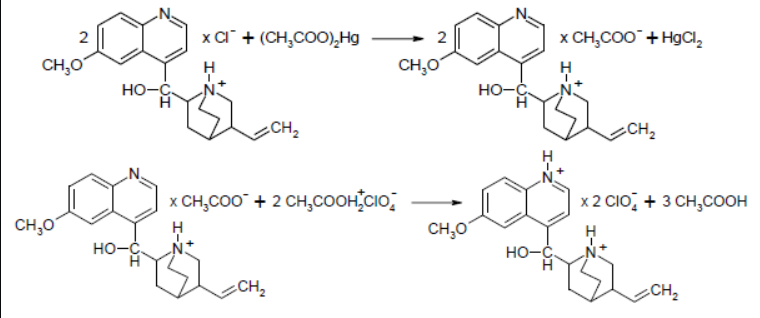 2 CH₃O N HO-C H H N + CH₂ x Cl⁻ + (CH₃COO)₂Hg → 2 CH₃O N HO-C H H N + CH₂ x CH₃COO⁻ + HgCl₂
CH₃O N HO-C H H N + CH₂ x CH₃COO⁻ + 2 CH₃COOH₂⁺ClO₄⁻ → CH₃O H N + HO-C H H N + CH₂ x 2 ClO₄⁻ + 3 CH₃COOH